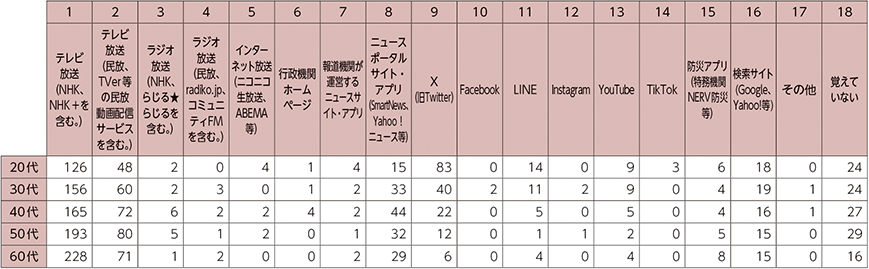 1 2 3 4 5 6 7 8 9 10 11 12 13 14 15 16 17 18
テレビ
放送
(NHK、
NHK+を
含む。)
テレビ
放送
(民放、
TVer等
の民放
動画配信
サービス
を含む。)
ラジオ
放送
(NHK、
らじる★
らじるを
含む。)
ラジオ
放送
(民放、
radiko.jp、
コミュニ
ティFM
を含む。)
インター
ネット放送
(ニコニコ
生放送、
ABEMA
等)
行政機関
ホーム
ページ
報道機関が
運営する
ニュースサ
イト・アプリ
ニュース
ポータル
サイト・
アプリ
(SmartNews、
Yahoo!
ニュース等)
X
(旧Twitter)
Facebook
LINE
Instagram
YouTube
TikTok
防災アプリ
(特務機関
NERV防災
等)
検索サイト
(Google、
Yahoo!等)
その他
覚えて
いない
20代 126 48 2 0 4 1 4 15 83 0 14 0 9 3 6 18 0 24
30代 156 60 2 3 0 1 2 33 40 2 11 2 9 0 4 19 1 24
40代 165 72 6 2 2 4 2 44 22 0 5 0 5 0 4 16 1 27
50代 193 80 5 1 2 0 1 32 12 0 1 1 2 0 5 15 0 29
60代 228 71 1 2 0 0 2 29 6 0 4 0 4 0 8 15 0 16